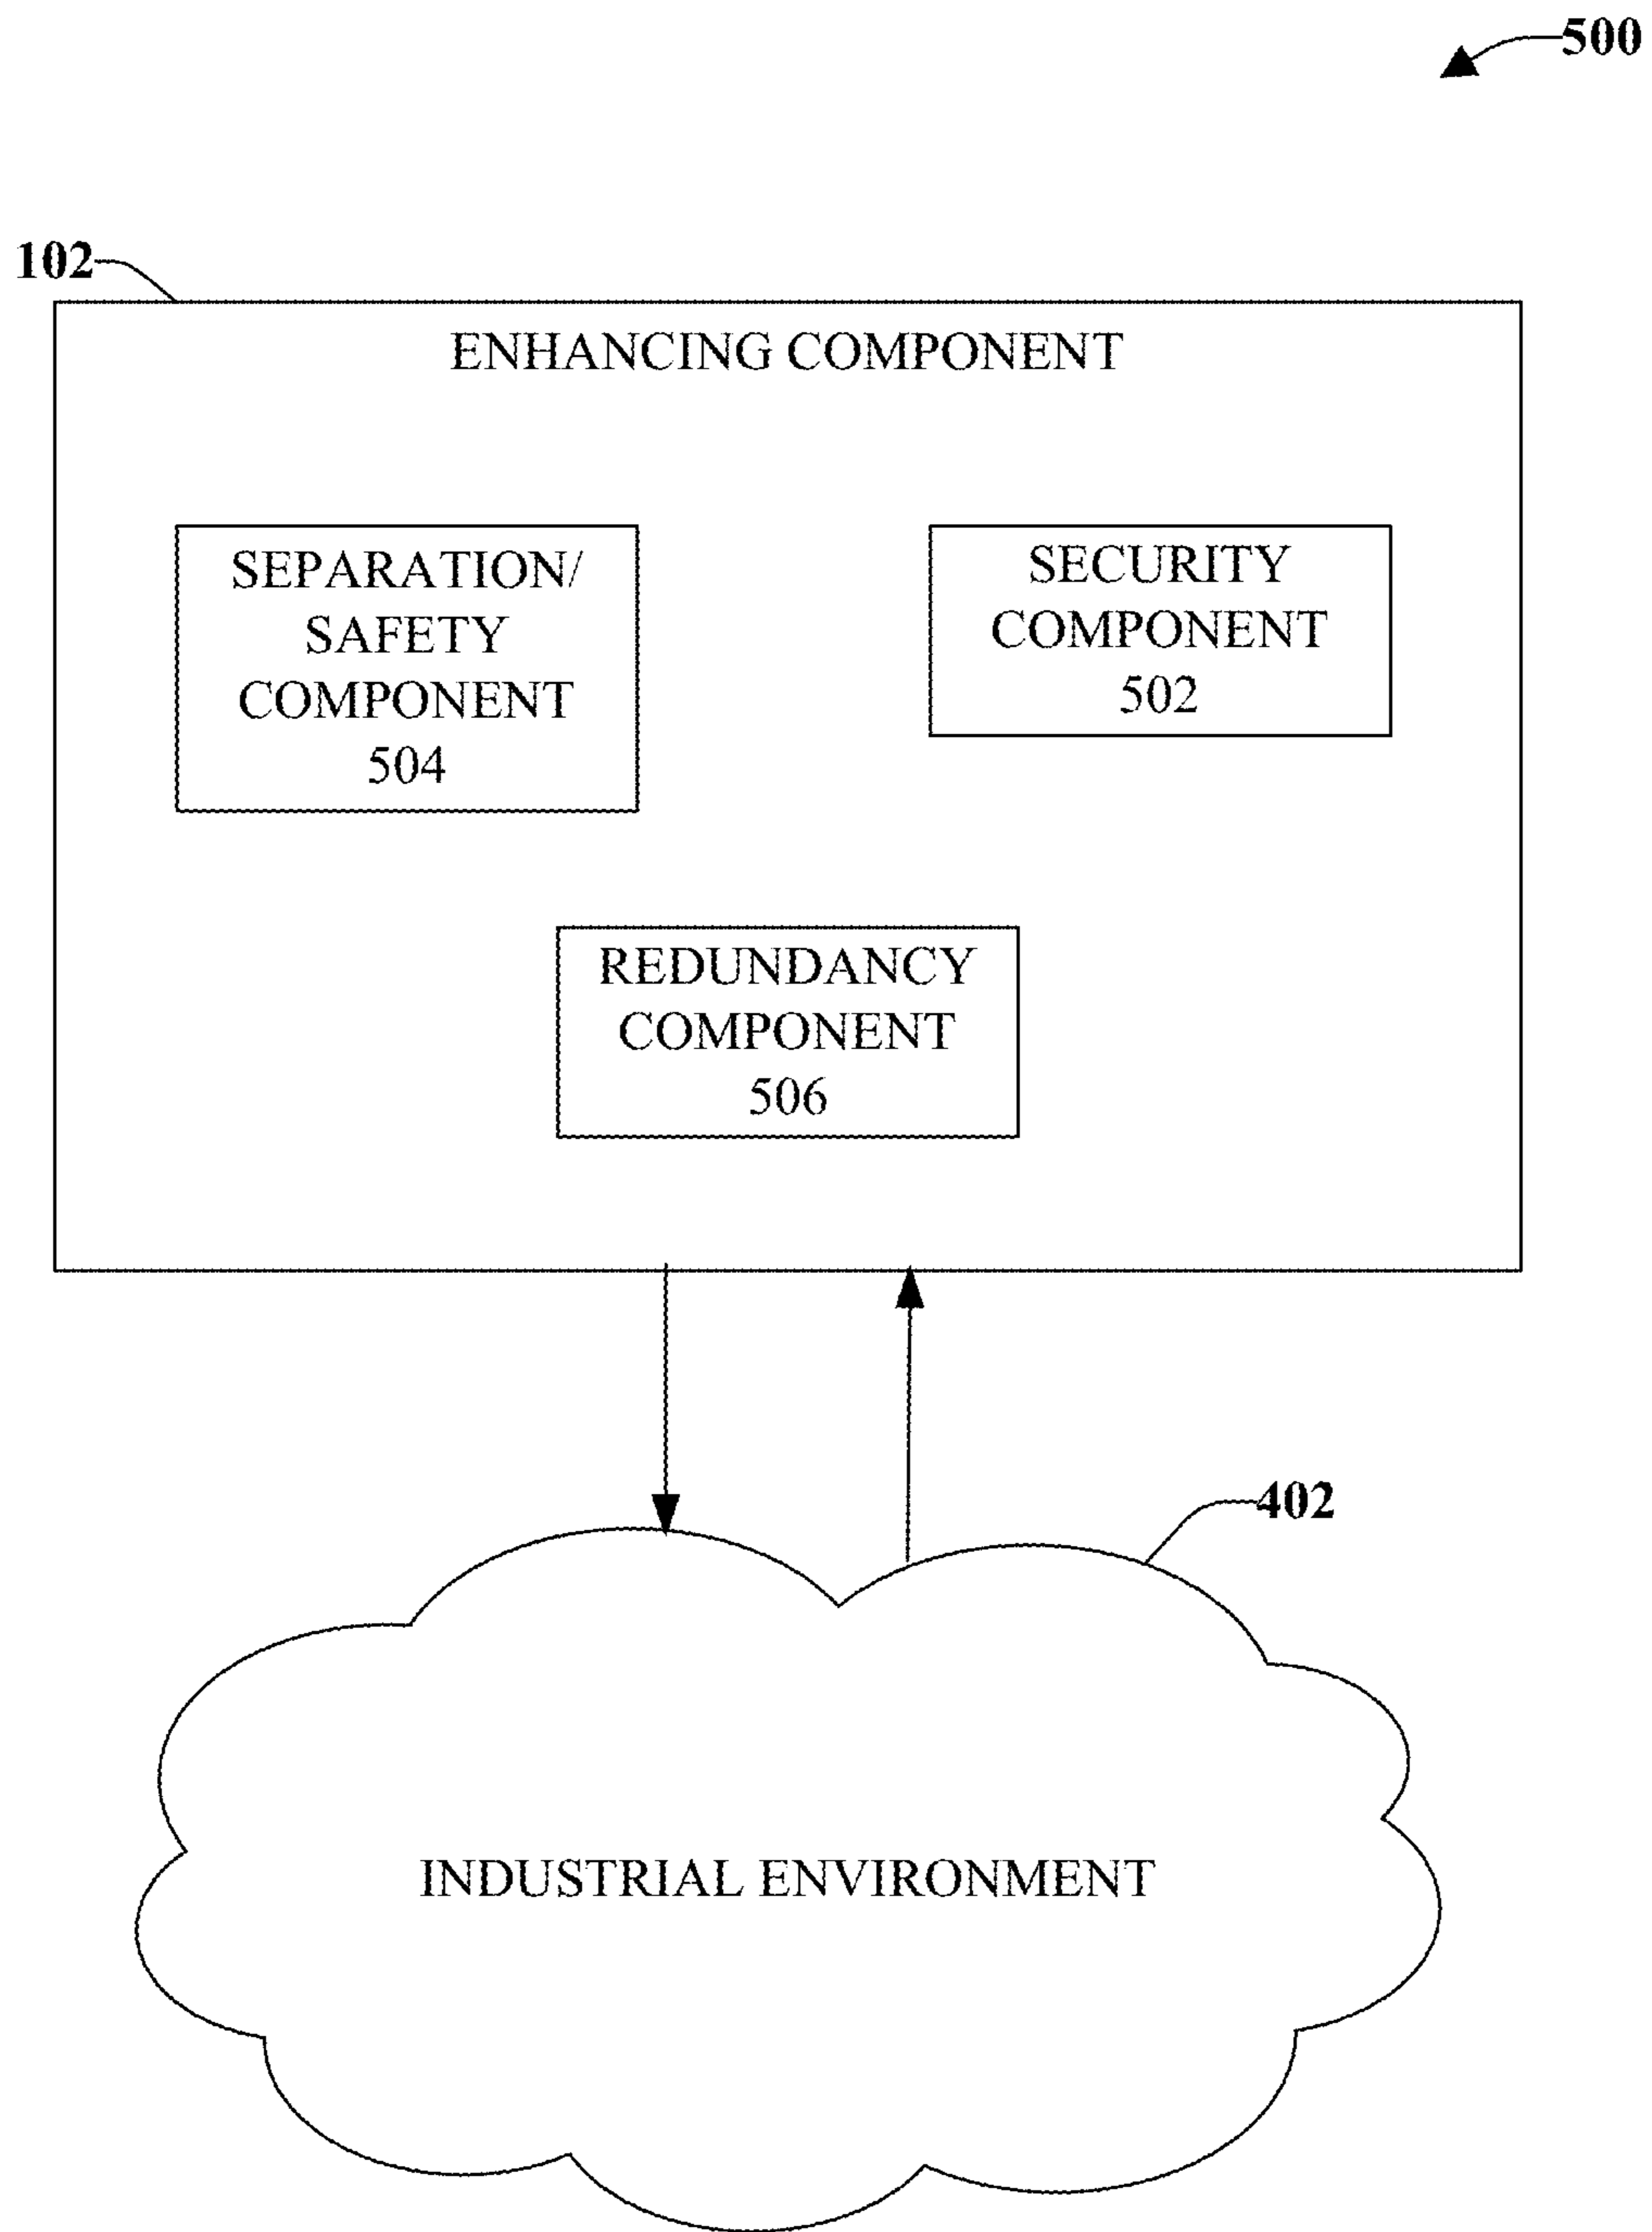 500
102
ENHANCING COMPONENT
SEPARATION/
SAFETY
COMPONENT
504
SECURITY
COMPONENT
502
REDUNDANCY
COMPONENT
506
402
INDUSTRIAL ENVIRONMENT